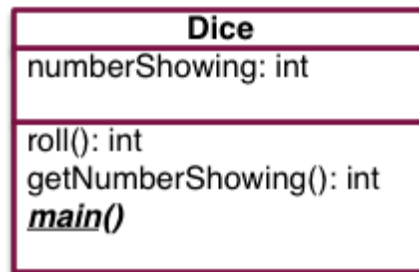 Dice
numberShowing: int
roll(): int
getNumberShowing(): int
main()